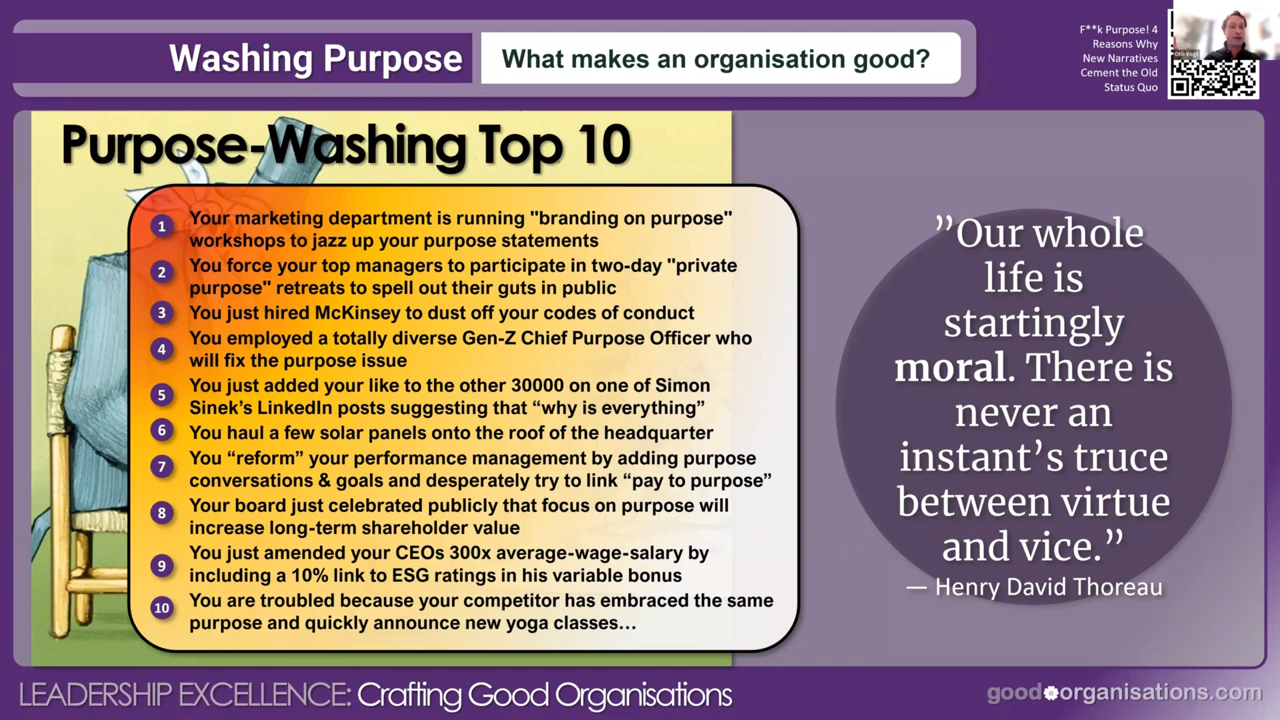 Washing Purpose
What makes an organisation good?
F**k Purpose! 4
Reasons Why
New Narratives
Cement the Old
Status Quo
Purpose-Washing Top 10
1 Your marketing department is running "branding on purpose"
workshops to jazz up your purpose statements
2 You force your top managers to participate in two-day "private
purpose" retreats to spell out their guts in public
3 You just hired McKinsey to dust off your codes of conduct
4 You employed a totally diverse Gen-Z Chief Purpose Officer who
will fix the purpose issue
5 You just added your like to the other 30000 on one of Simon
Sinek's LinkedIn posts suggesting that “why is everything”
6 You haul a few solar panels onto the roof of the headquarter
7 You “reform” your performance management by adding purpose
conversations & goals and desperately try to link “pay to purpose”
8 Your board just celebrated publicly that focus on purpose will
increase long-term shareholder value
9 You just amended your CEOs 300x average-wage-salary by
including a 10% link to ESG ratings in his variable bonus
10 You are troubled because your competitor has embraced the same
purpose and quickly announce new yoga classes…
”Our whole
life is
startingly
moral. There is
never an
instant’s truce
between virtue
and vice.”
— Henry David Thoreau
LEADERSHIP EXCELLENCE: Crafting Good Organisations
good organisations.com